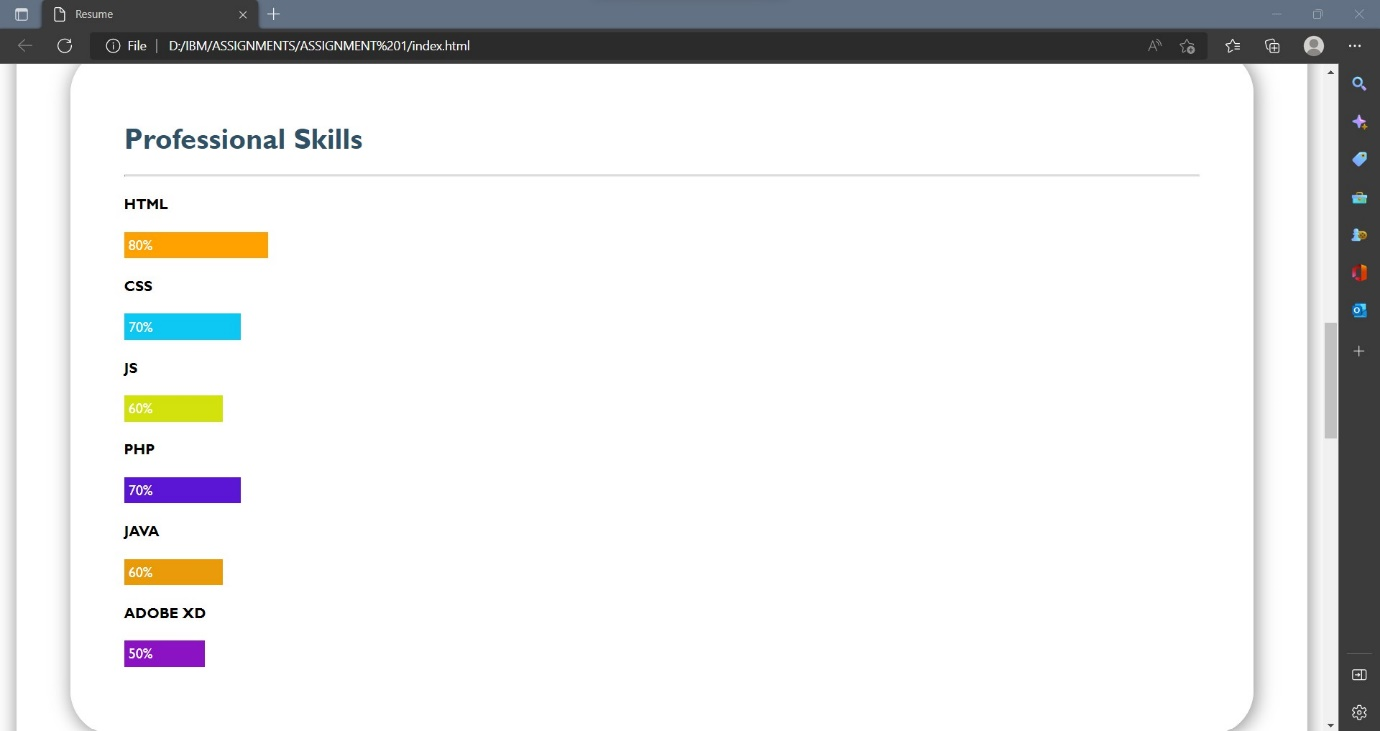 Resume
File
D:/IBM/ASSIGNMENTS/ASSIGNMENT%201/index.html
Professional Skills
HTML
80%
CSS
70%
JS
60%
PHP
70%
JAVA
60%
ADOBE XD
50%